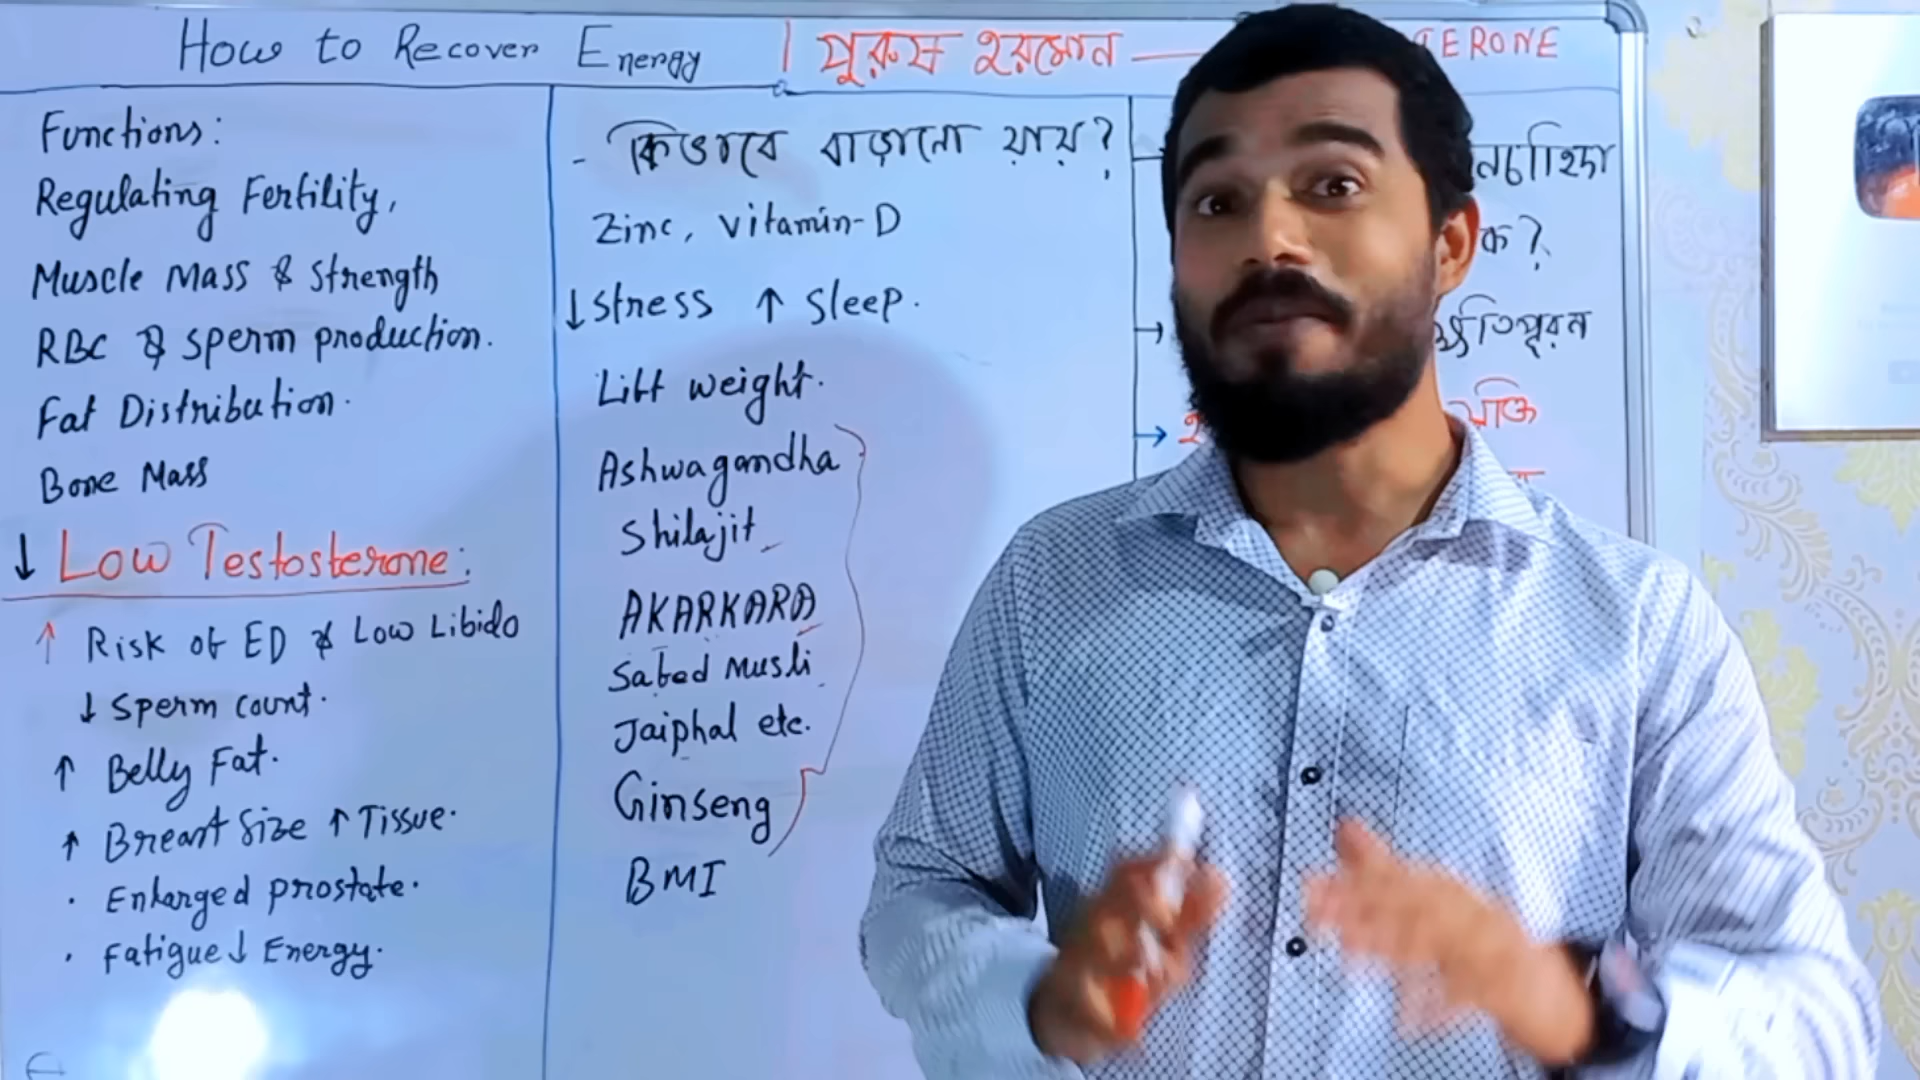 How to Recover Energy | পুরুষ হরমোন — TERONE
Functions:
Regulating Fertility,
Muscle Mass & Strength
RBC & Sperm production.
Fat Distribution.
Bone Mass
↓ Low Testosterone:
↑ Risk of ED & Low Libido
↓ Sperm count.
↑ Belly Fat.
↑ Breast Size ↑ Tissue.
· Enlarged prostate.
· Fatigue ↓ Energy.
- কিভাবে বাড়ানো যায়?
Zinc, Vitamin-D
↓ Stress ↑ Sleep.
Lift weight.
Ashwagandha
Shilajit
AKARKARA
Safed Musli
Jaiphal etc.
Ginseng
BMI